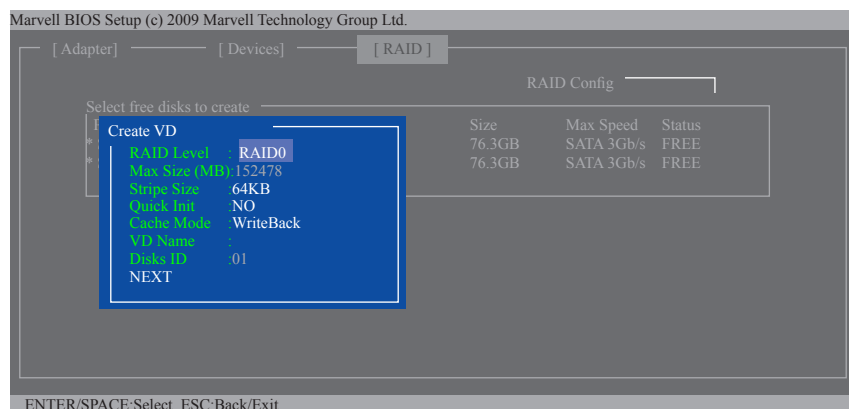 Marvell BIOS Setup (c) 2009 Marvell Technology Group Ltd.
[ Adapter] [ Devices] [ RAID ]
RAID Config
Select free disks to create
Size Max Speed Status
* 76.3GB SATA 3Gb/s FREE
* 76.3GB SATA 3Gb/s FREE
Create VD
RAID Level : RAID0
Max Size (MB):152478
Stripe Size :64KB
Quick Init :NO
Cache Mode :WriteBack
VD Name :
Disks ID :01
NEXT
ENTER/SPACE:Select ESC:Back/Exit